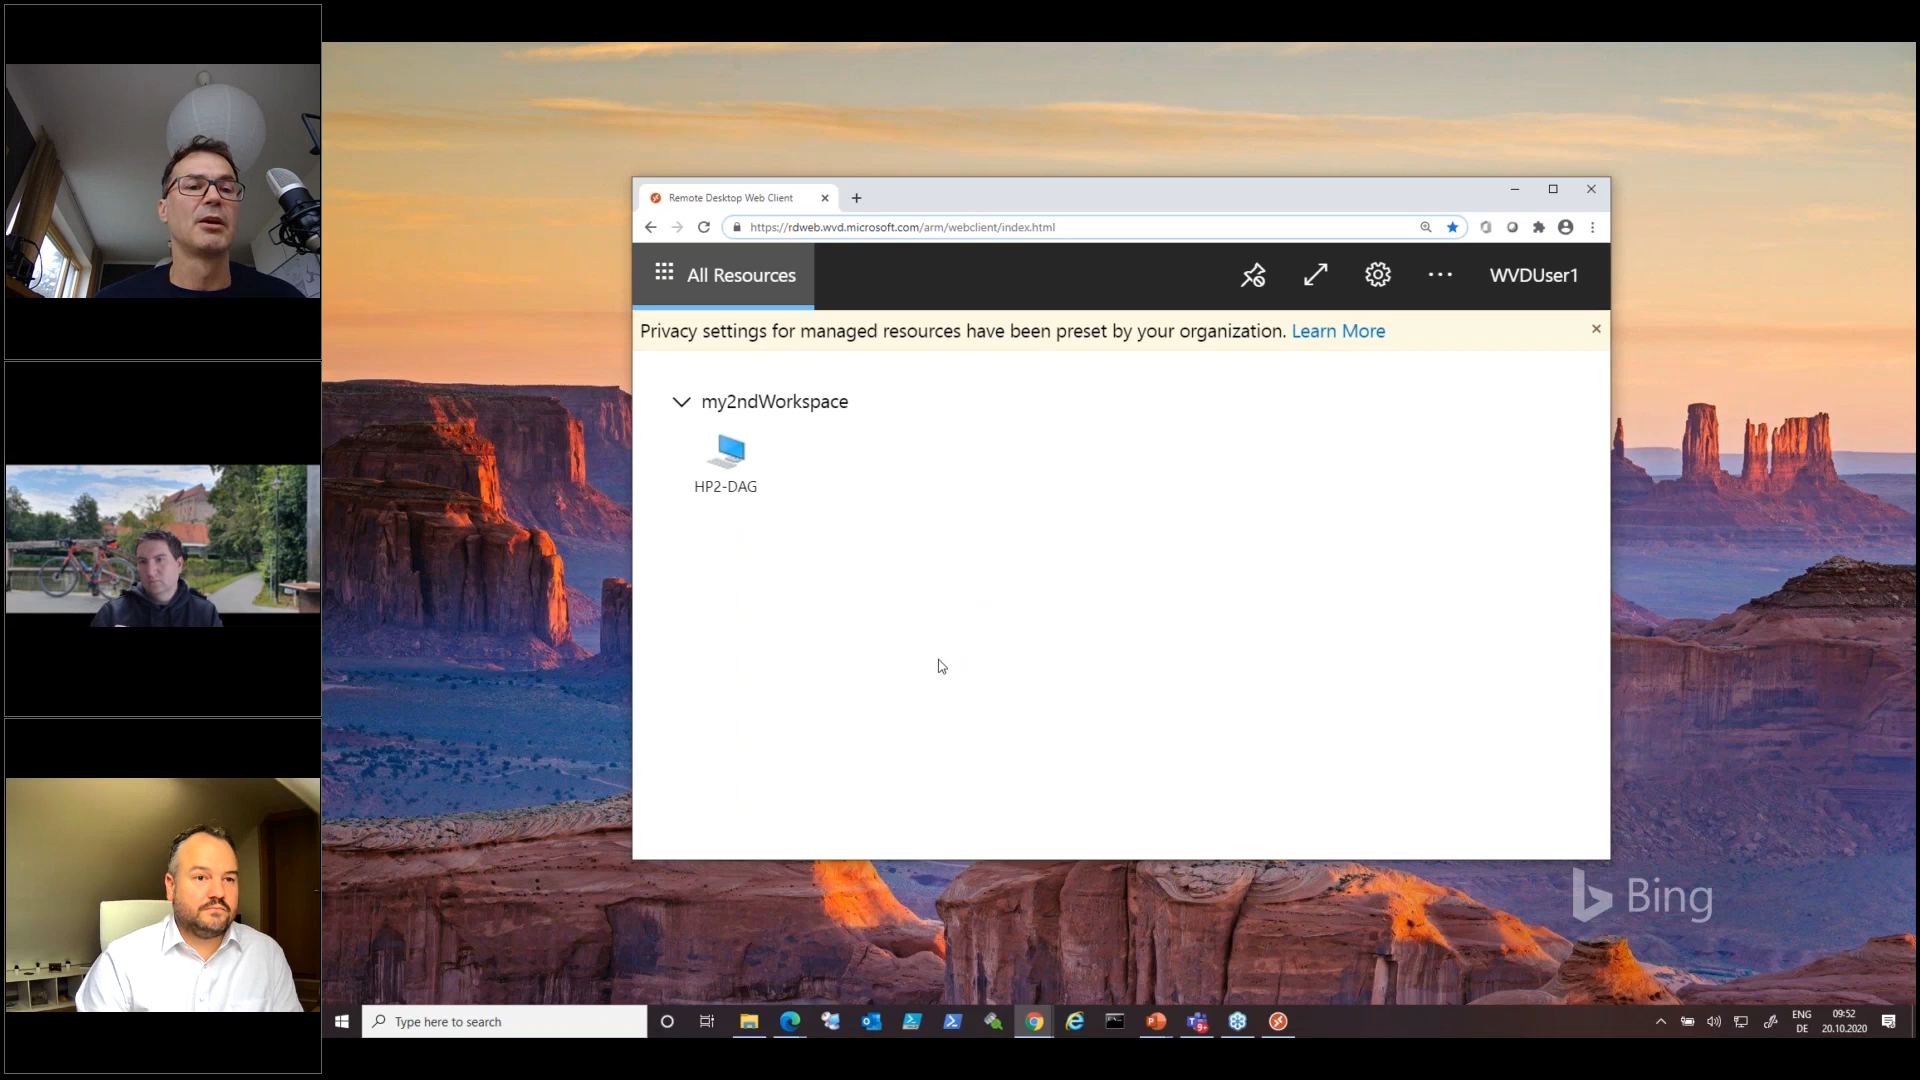 Remote Desktop Web Client
https://rdweb.wvd.microsoft.com/arm/webclient/index.html
All Resources
WVDUser1
Privacy settings for managed resources have been preset by your organization. Learn More
my2ndWorkspace
HP2-DAG
Bing
Type here to search
9+
ENG
DE
09:52
20.10.2020